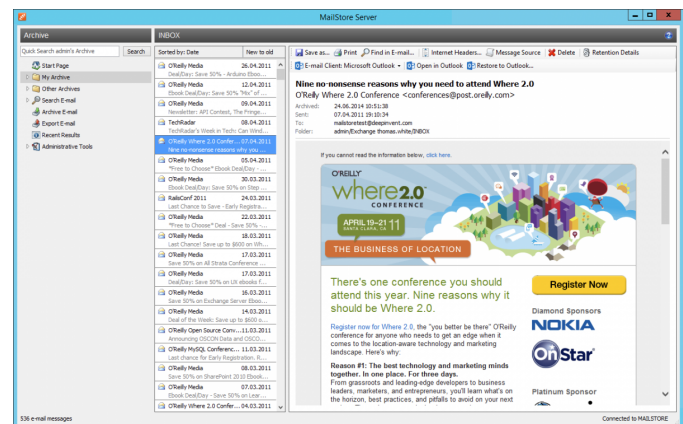 MailStore Server
Archive
INBOX
Quick Search admin's Archive
Search
Start Page
My Archive
Other Archives
Search E-mail
Archive E-mail
Export E-mail
Recent Results
Administrative Tools
Sorted by: Date
New to old
O'Reilly Media 26.04.2011
Deal/Day: Save 50% - Arduino Eboo...
O'Reilly Media 12.04.2011
Ebook Deal/Day: Save 50% "Mix" of ...
O'Reilly Media 09.04.2011
Newsletter: API Contest, The Fringe...
TechRadar 08.04.2011
TechRadar's Week in Tech: Can Wind...
O'Reilly Where 2.0 Confer... 07.04.2011
Nine no-nonsense reasons why you ...
O'Reilly Media 05.04.2011
*Free to Choose* Ebook Deal/Day - ...
O'Reilly Media 30.03.2011
Ebook Deal/Day: Save 50% on Step ...
RailsConf 2011 24.03.2011
Last Chance to Save - Early Registra...
O'Reilly Media 22.03.2011
*Free to Choose* Deal - Save 50% -...
O'Reilly Media 18.03.2011
Last Chance! Save up to $600 on Wh...
O'Reilly Media 17.03.2011
Save 50% on All Strata Conference ...
O'Reilly Media 17.03.2011
Deal/Day: Save 50% on UX ebooks f...
O'Reilly Media 16.03.2011
Save 50% on Exchange Server Eboo...
O'Reilly Media 14.03.2011
Deal of the Week: Save up to $600 o...
O'Reilly Open Source Conv... 11.03.2011
Announcing OSCON Data and OSCO...
O'Reilly MySQL Conferenc... 11.03.2011
Last chance for Early Registration. R...
O'Reilly Media 08.03.2011
Save 50% on SharePoint 2010 Ebook...
O'Reilly Media 07.03.2011
Ebook Deal/Day - Save 50% on Lear...
O'Reilly Where 2.0 Confer... 04.03.2011
Save as... Print Find in E-mail... Internet Headers... Message Source Delete Retention Details
E-mail Client: Microsoft Outlook Open in Outlook Restore to Outlook...
Nine no-nonsense reasons why you need to attend Where 2.0
O'Reilly Where 2.0 Conference <conferences@post.oreilly.com>
Archived: 24.06.2014 10:51:38
Sent: 07.04.2011 19:10:34
To: mailstoretest@deepinvent.com
Folder: admin/Exchange thomas.white/INBOX
If you cannot read the information below, click here.
O'REILLY
where2.0
CONFERENCE
APRIL 19-21 11
SANTA CLARA, CA
THE BUSINESS OF LOCATION
There's one conference you should
attend this year. Nine reasons why it
should be Where 2.0.
Register now for Where 2.0, the "you better be there" O'Reilly
conference for anyone who needs to get an edge when it
comes to the location-aware technology and marketing
landscape. Here's why:
Reason #1: The best technology and marketing minds
together. In one place. For three days.
From grassroots and leading-edge developers to business
leaders, marketers, and entrepreneurs, you'll learn what's on
the horizon, best practices, and pitfalls to avoid on your next
Register Now
Diamond Sponsors
NOKIA
OnStar
Platinum Sponsor
536 e-mail messages
Connected to MAILSTORE